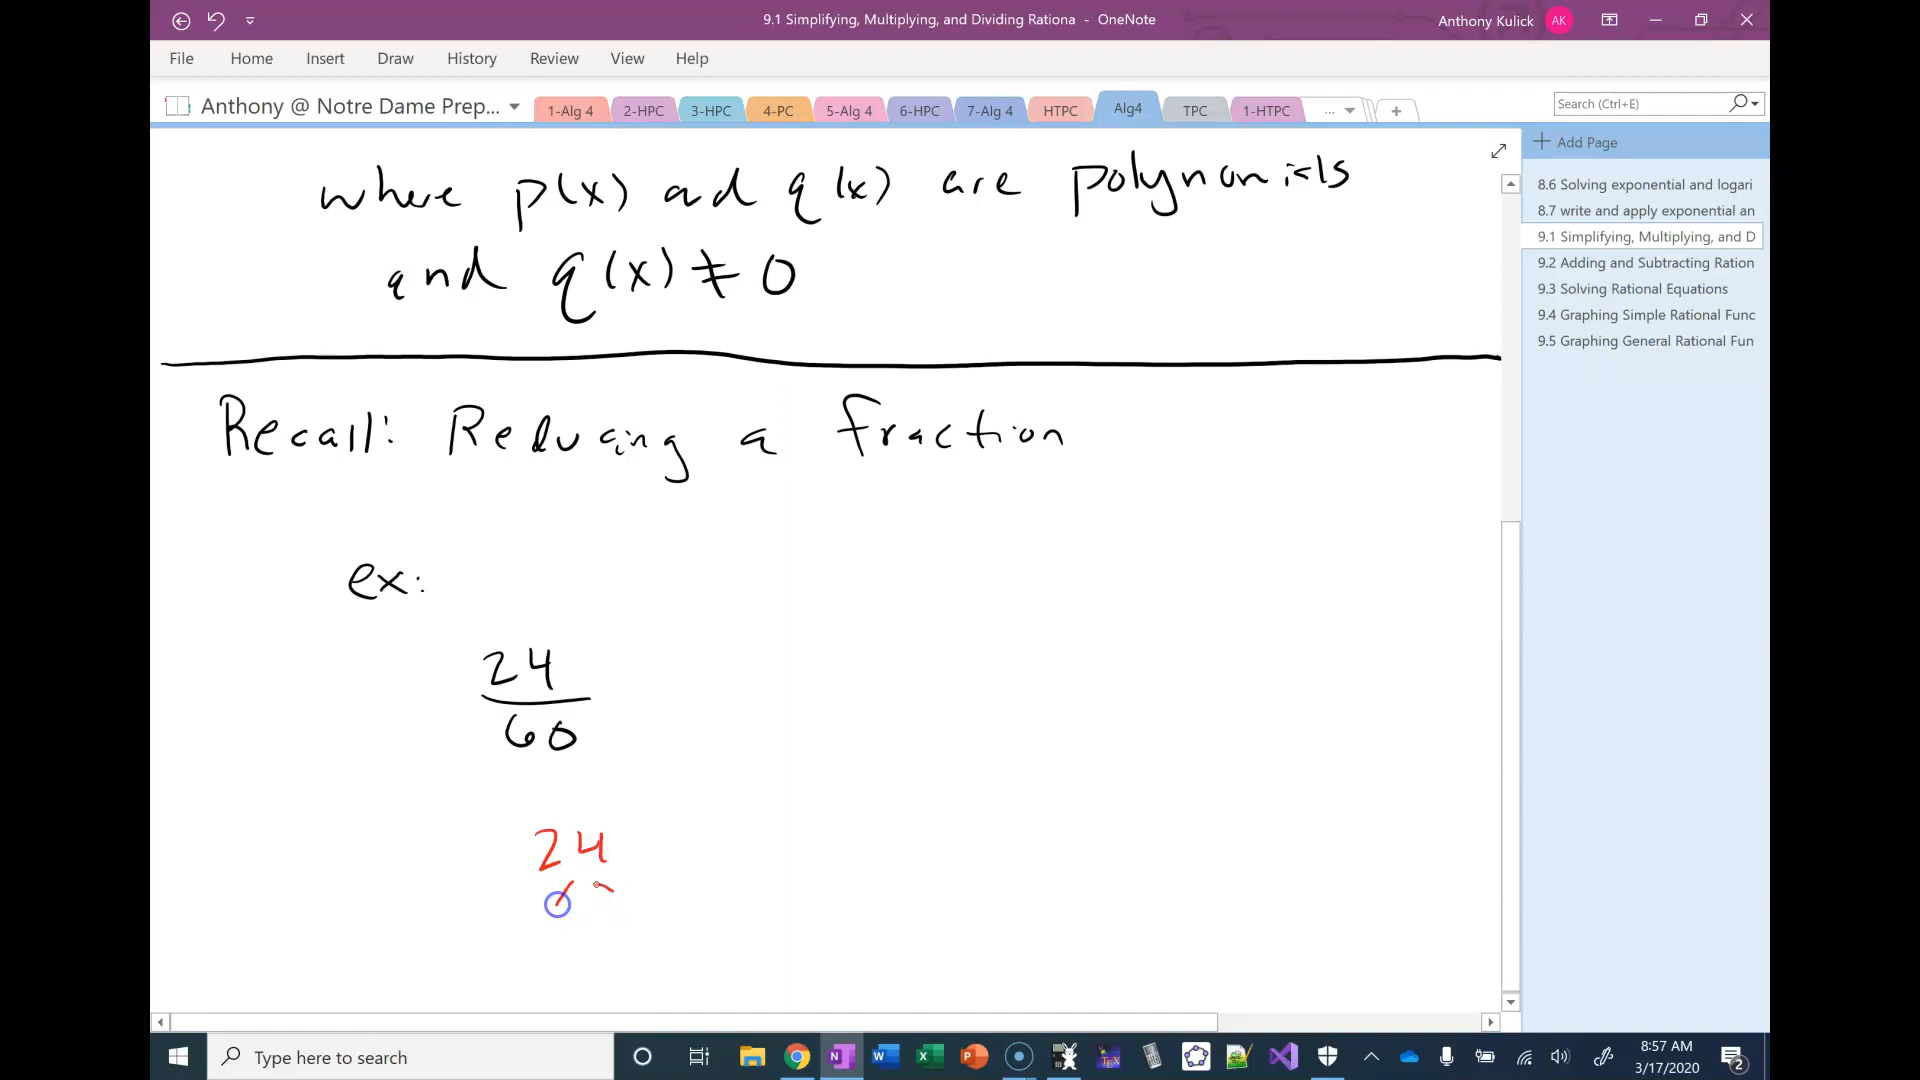 9.1 Simplifying, Multiplying, and Dividing Rationa - OneNote
Anthony Kulick AK
File Home Insert Draw History Review View Help
Anthony @ Notre Dame Prep... 1-Alg 4 2-HPC 3-HPC 4-PC 5-Alg 4 6-HPC 7-Alg 4 HTPC Alg4 TPC 1-HTPC ... +
Search (Ctrl+E)
Add Page
8.6 Solving exponential and logari
8.7 write and apply exponential an
9.1 Simplifying, Multiplying, and D
9.2 Adding and Subtracting Ration
9.3 Solving Rational Equations
9.4 Graphing Simple Rational Func
9.5 Graphing General Rational Fun
where p(x) and q(x) are polynomials
and q(x) ≠ 0
Recall: Reducing a fraction
ex:
24
60
24
Type here to search
8:57 AM
3/17/2020
2